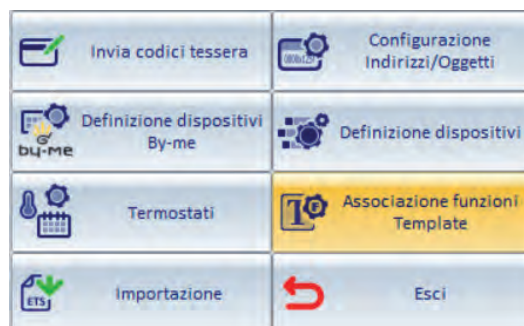 Invia codici tessera
Configurazione
Indirizzi/Oggetti
by-me
Definizione dispositivi
By-me
Definizione dispositivi
Termostati
T
F
Associazione funzioni
Template
ETS
Importazione
Esci